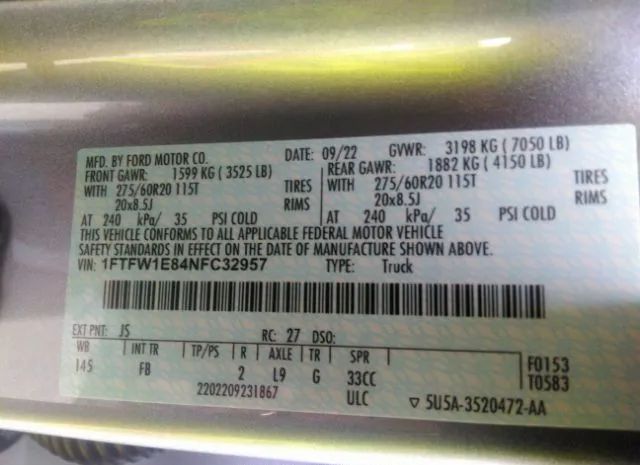 MFD. BY FORD MOTOR CO. DATE: 09/22 GVWR: 3198 KG ( 7050 LB)
FRONT GAWR: 1599 KG ( 3525 LB) REAR GAWR: 1882 KG ( 4150 LB)
WITH 275/60R20 115T TIRES WITH 275/60R20 115T TIRES
20x8.5J RIMS 20x8.5J RIMS
AT 240 kPa/ 35 PSI COLD AT 240 kPa/ 35 PSI COLD
THIS VEHICLE CONFORMS TO ALL APPLICABLE FEDERAL MOTOR VEHICLE
SAFETY STANDARDS IN EFFECT ON THE DATE OF MANUFACTURE SHOWN ABOVE.
VIN: 1FTFW1E84NFC32957 TYPE: Truck
EXT PNT: JS RC: 27 DSO:
WB INT TR TP/PS R AXLE TR SPR F0153
145 FB 2 L9 G 33CC T0583
2202209231867 ULC ▽ 5U5A-3520472-AA